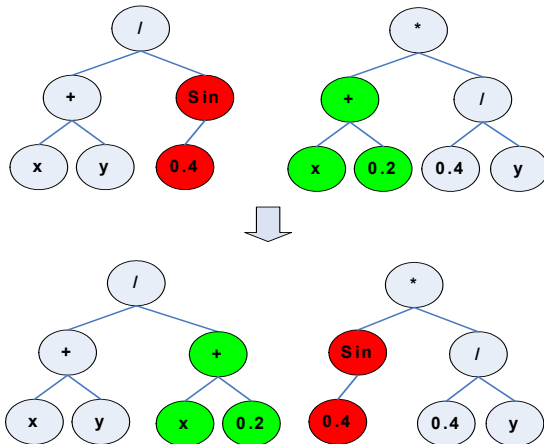 / *
+ Sin + /
x y 0.4 x 0.2 0.4 y
/ *
+ + Sin /
x y x 0.2 0.4 0.4 y